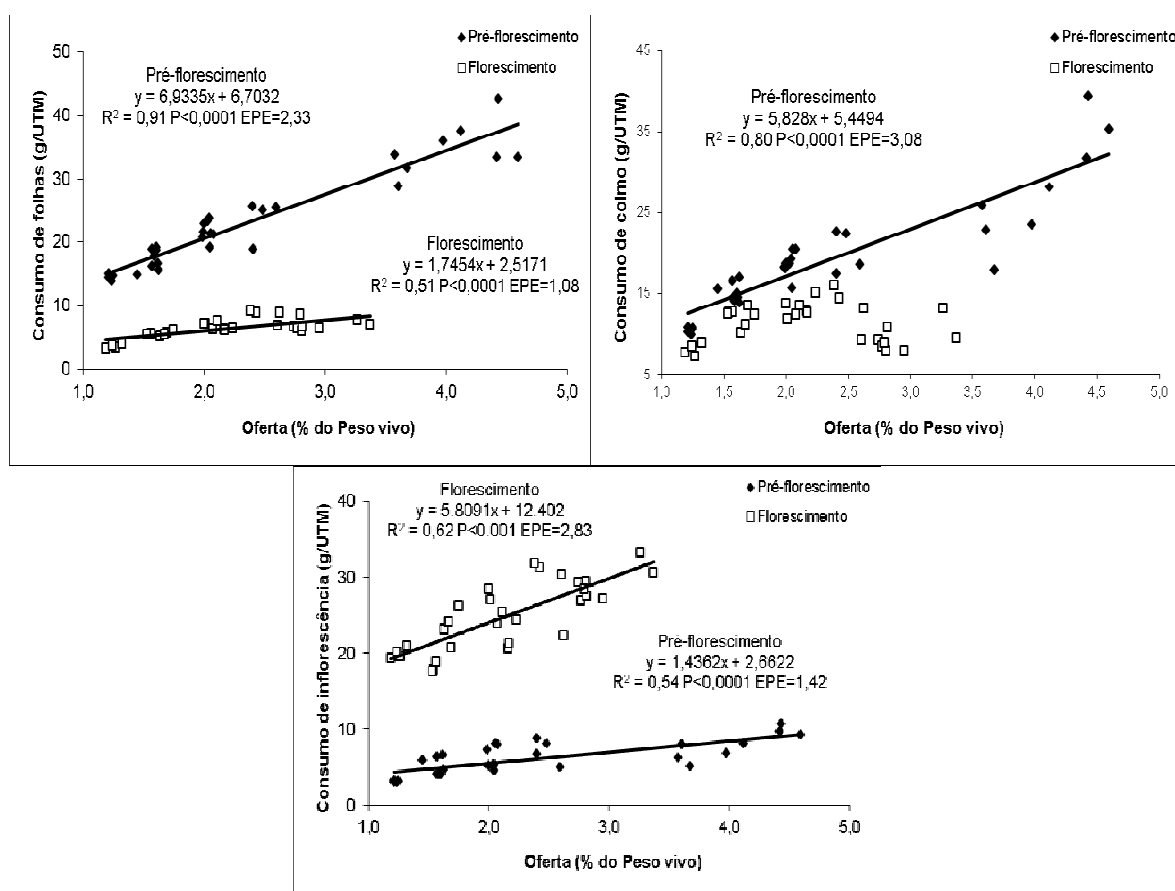 Pré-florescimento
Florescimento
Pré-florescimento
y = 6,9335x + 6,7032
R² = 0,91 P<0,0001 EPE=2,33
Florescimento
y = 1,7454x + 2,5171
R² = 0,51 P<0,0001 EPE=1,08
Consumo de folhas (g/UTM)
50
40
30
20
10
0
1,0 2,0 3,0 4,0 5,0
Oferta (% do Peso vivo)
Pré-florescimento
Florescimento
Pré-florescimento
y = 5,828x + 5,4494
R² = 0,80 P<0,0001 EPE=3,08
Consumo de colmo (g/UTM)
45
35
25
15
5
1,0 1,5 2,0 2,5 3,0 3,5 4,0 4,5 5,0
Oferta (% do Peso vivo)
Pré-florescimento
Florescimento
Florescimento
y = 5.8091x + 12.402
R² = 0,62 P<0.001 EPE=2,83
Pré-florescimento
y = 1,4362x + 2,6622
R² = 0,54 P<0,0001 EPE=1,42
Consumo de inflorescência (g/UTM)
40
30
20
10
0
1,0 2,0 3,0 4,0 5,0
Oferta (% do Peso vivo)